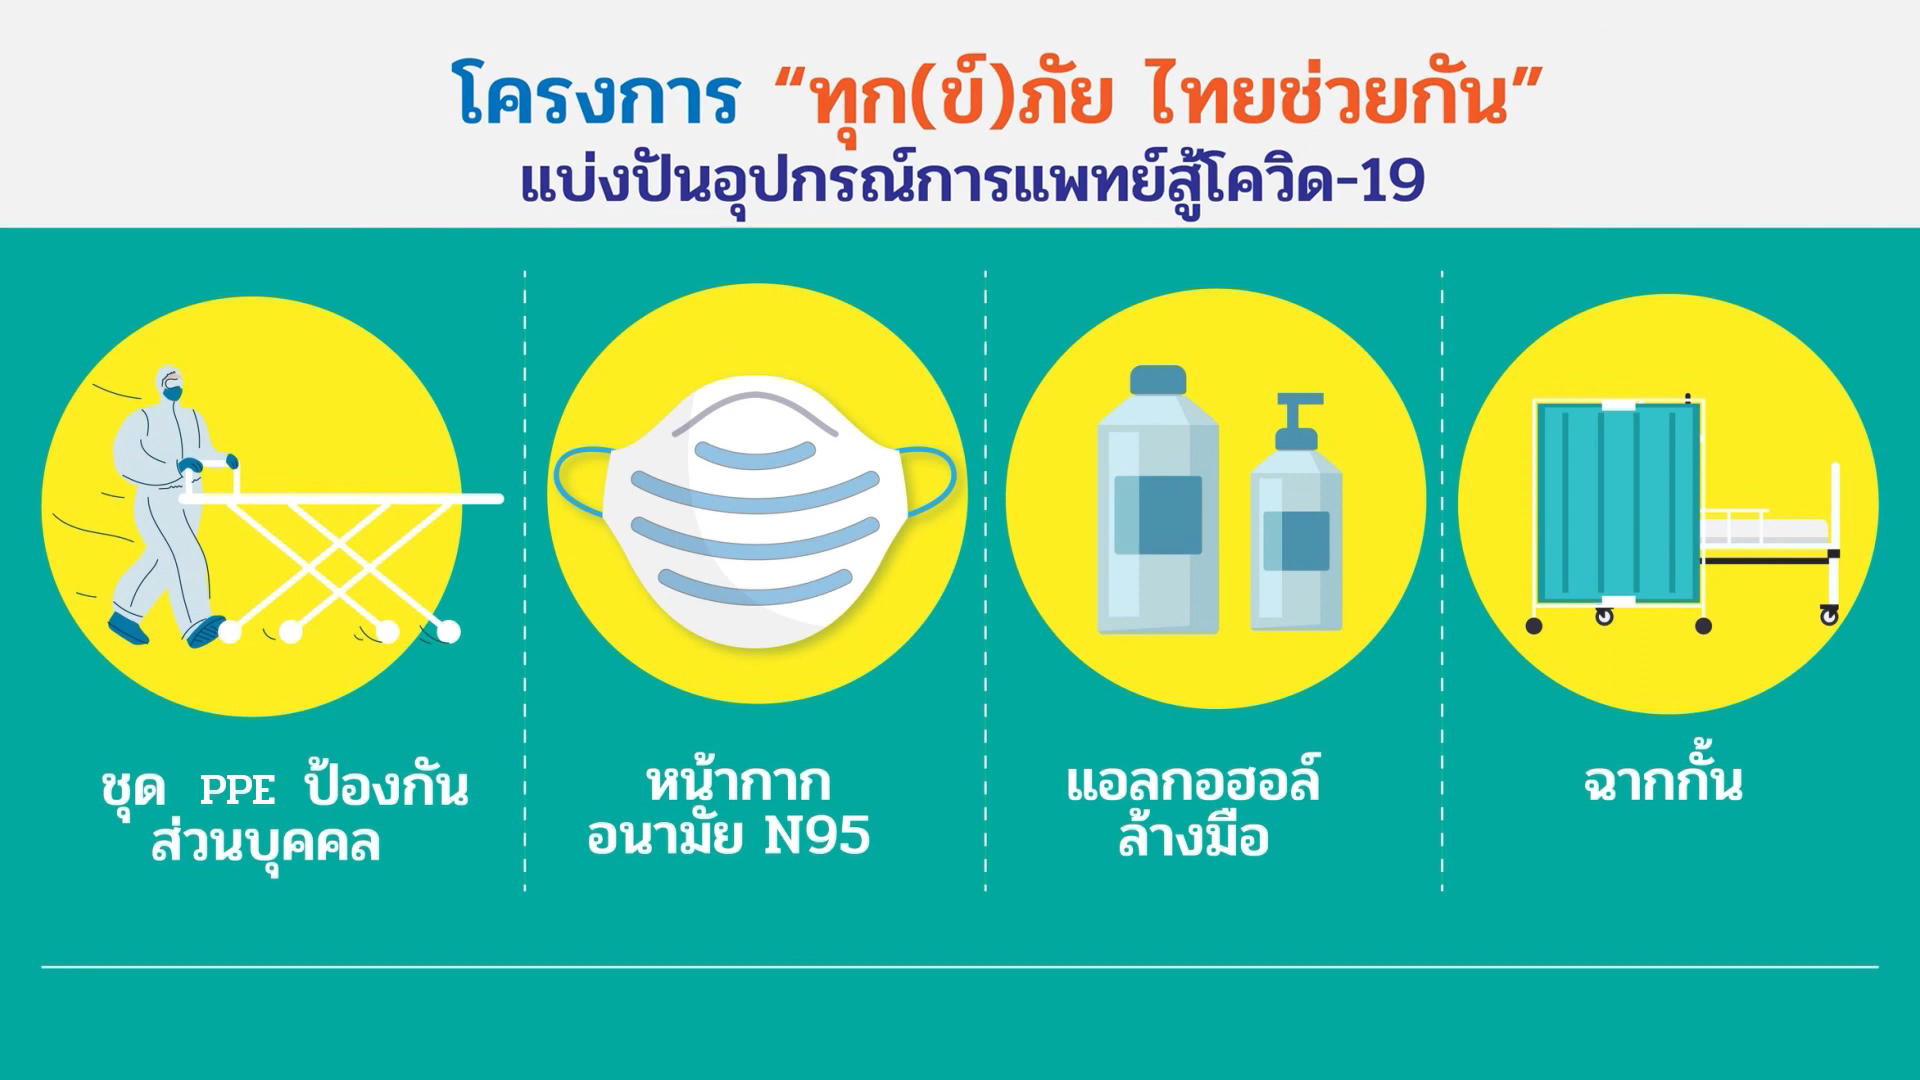 โครงการ “ทุก(ข์)ภัย ไทยช่วยกัน”
แบ่งปันอุปกรณ์การแพทย์สู้โควิด-19
ชุด PPE ป้องกัน
ส่วนบุคคล
หน้ากาก
อนามัย N95
แอลกอฮอล์
ล้างมือ
ฉากกั้น